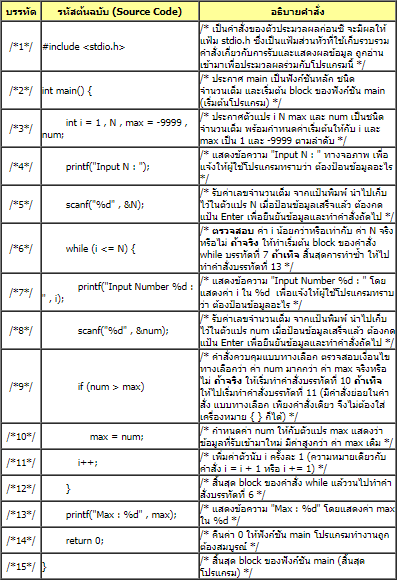 บรรทัด รหัสต้นฉบับ (Source Code) อธิบายคำสั่ง
/*1*/ #include <stdio.h>
/* เป็นคำสั่งของตัวประมวลผลก่อนซี จะมีผลให้
แฟ้ม stdio.h ซึ่งเป็นแฟ้มส่วนหัวที่ใช้เก็บรวบรวม
คำสั่งเกี่ยวกับการรับและแสดงผลข้อมูล ถูกอ่าน
เข้ามาเพื่อประมวลผลร่วมกับโปรแกรมนี้ */
/*2*/ int main() {
/* ประกาศ main เป็นฟังก์ชันหลัก ชนิด
จำนวนเต็ม และเริ่มต้น block ของฟังก์ชัน main
(เริ่มต้นโปรแกรม) */
/*3*/ int i = 1 , N , max = -9999 ,
num;
/* ประกาศตัวแปร i N max และ num เป็นชนิด
จำนวนเต็ม พร้อมกำหนดค่าเริ่มต้นให้กับ i และ
max เป็น 1 และ -9999 ตามลำดับ */
/*4*/ printf("Input N : ");
/* แสดงข้อความ "Input N : " ทางจอภาพ เพื่อ
แจ้งให้ผู้ใช้โปรแกรมทราบว่า ต้องป้อนข้อมูลอะไร
*/
/*5*/ scanf("%d" , &N);
/* รับค่าเลขจำนวนเต็ม จากแป้นพิมพ์ นำไปเก็บ
ไว้ในตัวแปร N เมื่อป้อนข้อมูลเสร็จแล้ว ต้องกด
แป้น Enter เพื่อยืนยันข้อมูลและทำคำสั่งถัดไป */
/*6*/ while (i <= N) {
/* ตรวจสอบ ค่า i น้อยกว่าหรือเท่ากับ ค่า N จริง
หรือไม่ ถ้าจริง ให้ทำเริ่มต้น block ของคำสั่ง
while บรรทัดที่ 7 ถ้าเท็จ สิ้นสุดการทำซ้ำ ให้ไป
ทำคำสั่งบรรทัดที่ 13 */
/*7*/ printf("Input Number %d :
" , i);
/* แสดงข้อความ "Input Number %d : " โดย
แสดงค่า i ใน %d เพื่อแจ้งให้ผู้ใช้โปรแกรมทราบ
ว่า ต้องป้อนข้อมูลอะไร */
/*8*/ scanf("%d" , &num);
/* รับค่าเลขจำนวนเต็ม จากแป้นพิมพ์ นำไปเก็บ
ไว้ในตัวแปร num เมื่อป้อนข้อมูลเสร็จแล้ว ต้องกด
แป้น Enter เพื่อยืนยันข้อมูลและทำคำสั่งถัดไป */
/*9*/ if (num > max)
/* คำสั่งควบคุมแบบทางเลือก ตรวจสอบเงื่อนไข
ทางเลือกว่า ค่า num มากกว่า ค่า max จริงหรือ
ไม่ ถ้าจริง ให้เริ่มทำคำสั่งบรรทัดที่ 10 ถ้าเท็จ
ให้ไปเริ่มทำคำสั่งบรรทัดที่ 11 (มีคำสั่งย่อยในคำ
สั่ง แบบทางเลือก เพียงคำสั่งเดียว จึงไม่ต้องใส่
เครื่องหมาย { } ก็ได้) */
/*10*/ max = num;
/* กำหนดค่า num ให้กับตัวแปร max แสดงว่า
ข้อมูลที่รับเข้ามาใหม่ มีค่าสูงกว่า ค่า max เดิม */
/*11*/ i++;
/* เพิ่มค่าตัวนับ i ครั้งละ 1 (ความหมายเดียวกับ
คำสั่ง i = i + 1 หรือ i += 1) */
/*12*/ }
/* สิ้นสุด block ของคำสั่ง while แล้ววนไปทำคำ
สั่งบรรทัดที่ 6 */
/*13*/ printf("Max : %d" , max);
/* แสดงข้อความ "Max : %d" โดยแสดงค่า max
ใน %d */
/*14*/ return 0;
/* คืนค่า 0 ให้ฟังก์ชัน main โปรแกรมทำงานถูก
ต้องสมบูรณ์ */
/*15*/ }
/* สิ้นสุด block ของฟังก์ชัน main (สิ้นสุด
โปรแกรม) */